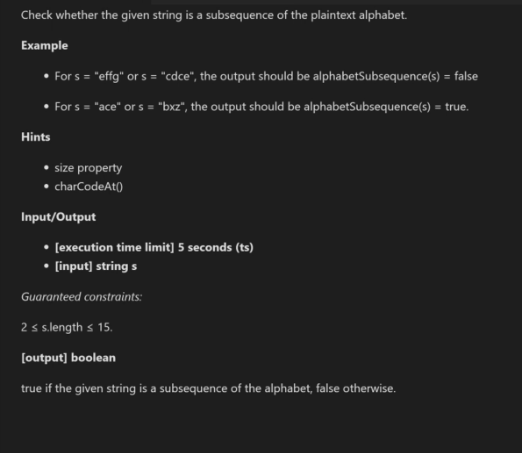 Check whether the given string is a subsequence of the plaintext alphabet.
Example
• For s = "effg" or s = "cdce", the output should be alphabetSubsequence(s) = false
• For s = "ace" or s = "bxz", the output should be alphabetSubsequence(s) = true.
Hints
• size property
• charCodeAt()
Input/Output
• [execution time limit] 5 seconds (ts)
• [input] string s
Guaranteed constraints:
2 ≤ s.length ≤ 15.
[output] boolean
true if the given string is a subsequence of the alphabet, false otherwise.